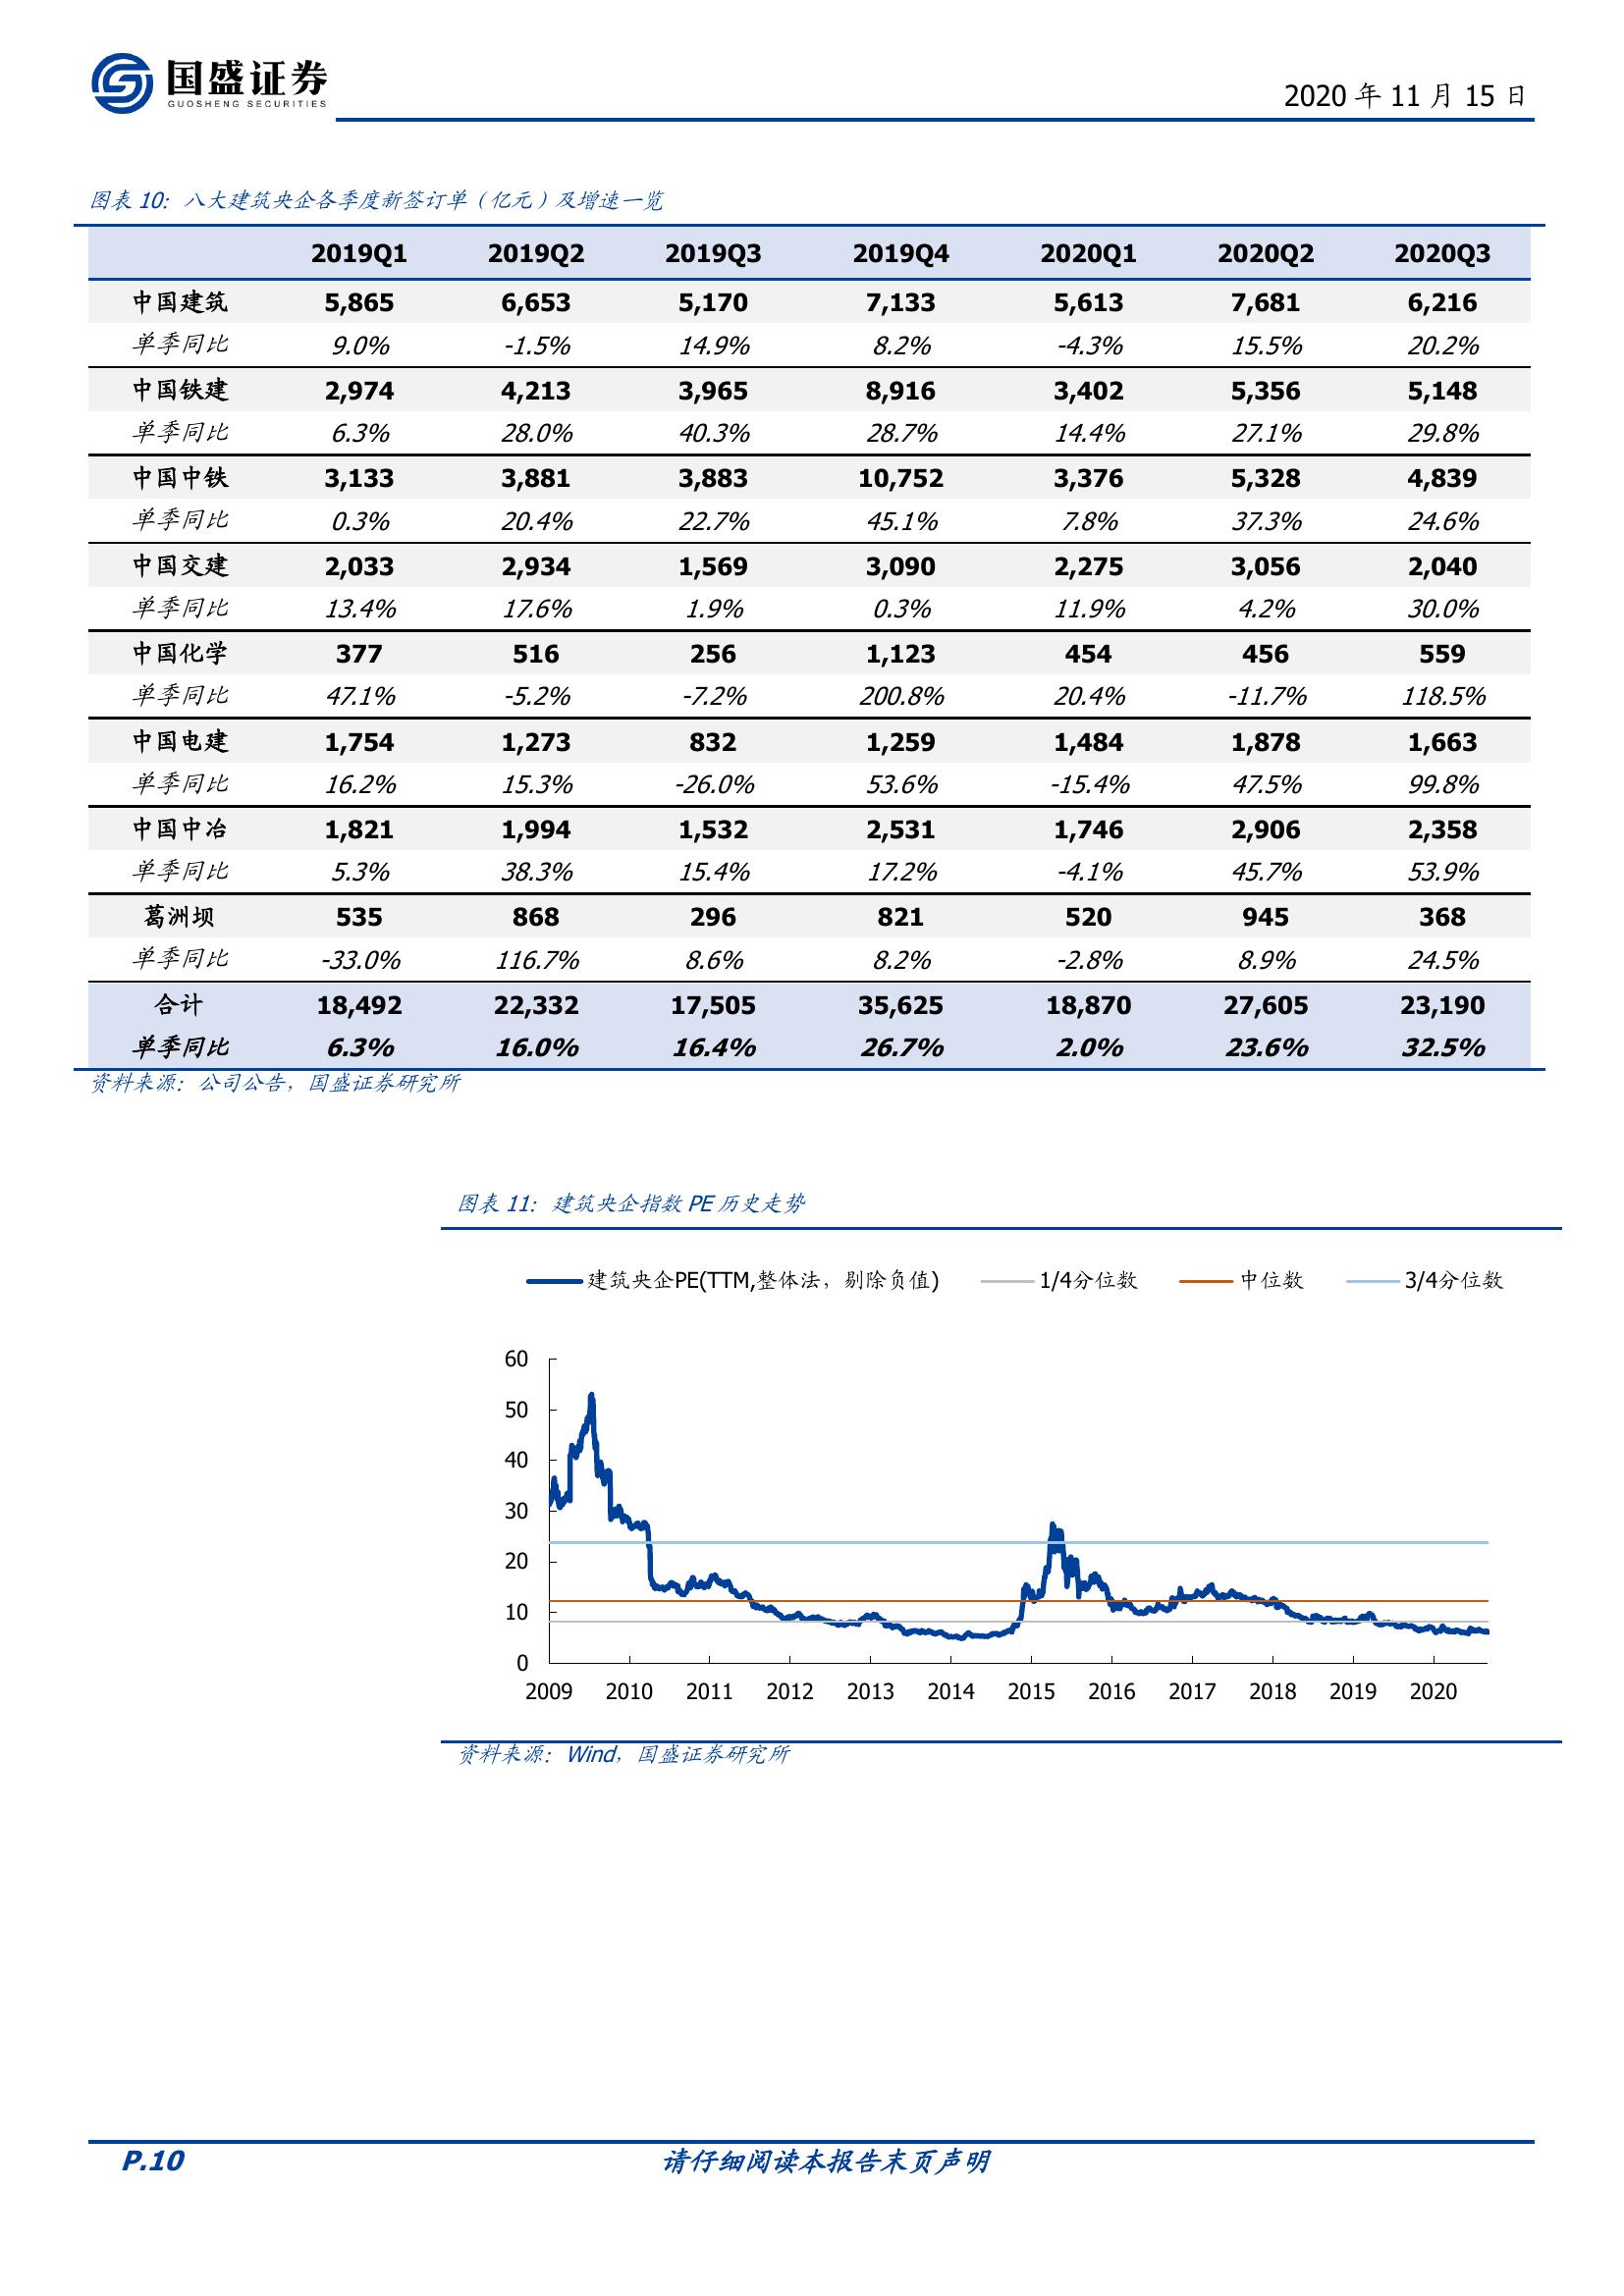 国盛证券
GUOSHENG SECURITIES
2020 年 11 月 15 日
图表 10: 八大建筑央企各季度新签订单（亿元）及增速一览
2019Q1 2019Q2 2019Q3 2019Q4 2020Q1 2020Q2 2020Q3
中国建筑 5,865 6,653 5,170 7,133 5,613 7,681 6,216
单季同比 9.0% -1.5% 14.9% 8.2% -4.3% 15.5% 20.2%
中国铁建 2,974 4,213 3,965 8,916 3,402 5,356 5,148
单季同比 6.3% 28.0% 40.3% 28.7% 14.4% 27.1% 29.8%
中国中铁 3,133 3,881 3,883 10,752 3,376 5,328 4,839
单季同比 0.3% 20.4% 22.7% 45.1% 7.8% 37.3% 24.6%
中国交建 2,033 2,934 1,569 3,090 2,275 3,056 2,040
单季同比 13.4% 17.6% 1.9% 0.3% 11.9% 4.2% 30.0%
中国化学 377 516 256 1,123 454 456 559
单季同比 47.1% -5.2% -7.2% 200.8% 20.4% -11.7% 118.5%
中国电建 1,754 1,273 832 1,259 1,484 1,878 1,663
单季同比 16.2% 15.3% -26.0% 53.6% -15.4% 47.5% 99.8%
中国中冶 1,821 1,994 1,532 2,531 1,746 2,906 2,358
单季同比 5.3% 38.3% 15.4% 17.2% -4.1% 45.7% 53.9%
葛洲坝 535 868 296 821 520 945 368
单季同比 -33.0% 116.7% 8.6% 8.2% -2.8% 8.9% 24.5%
合计 18,492 22,332 17,505 35,625 18,870 27,605 23,190
单季同比 6.3% 16.0% 16.4% 26.7% 2.0% 23.6% 32.5%
资料来源：公司公告，国盛证券研究所
图表 11: 建筑央企指数 PE 历史走势
建筑央企PE(TTM,整体法，剔除负值) 1/4分位数 中位数 3/4分位数
60
50
40
30
20
10
0
2009 2010 2011 2012 2013 2014 2015 2016 2017 2018 2019 2020
资料来源：Wind，国盛证券研究所
P.10 请仔细阅读本报告末页声明